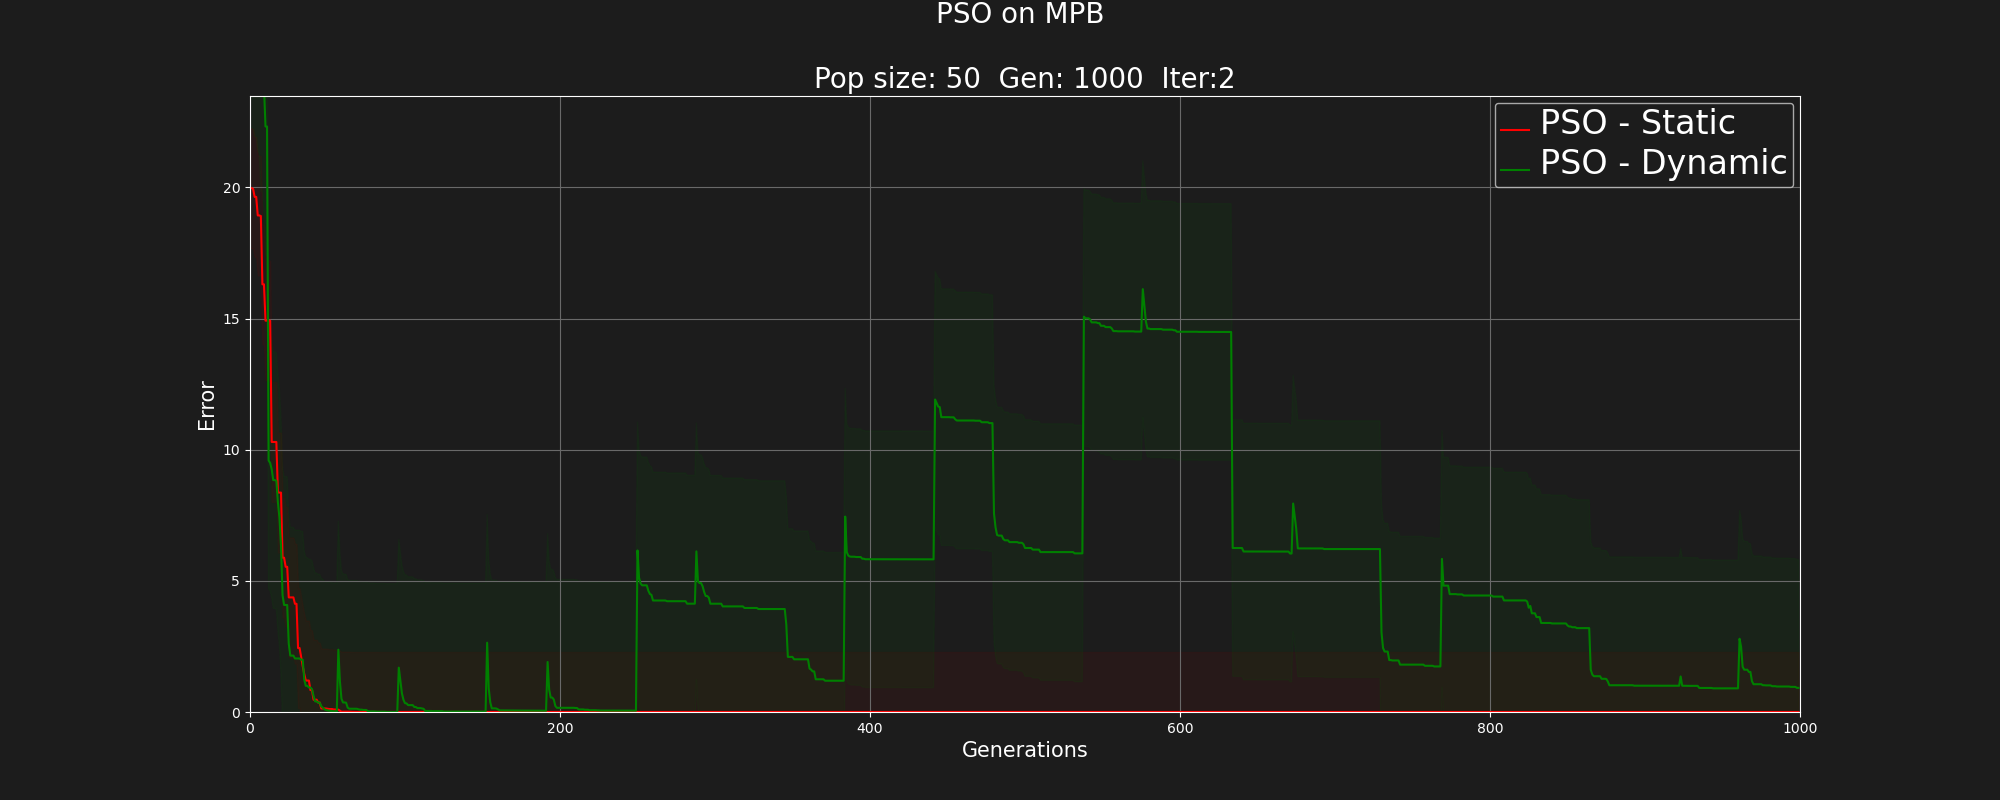 PSO on MPB
Pop size: 50  Gen: 1000  Iter:2
PSO - Static
PSO - Dynamic
20
15
10
5
0
Error
0
200
400
600
800
1000
Generations